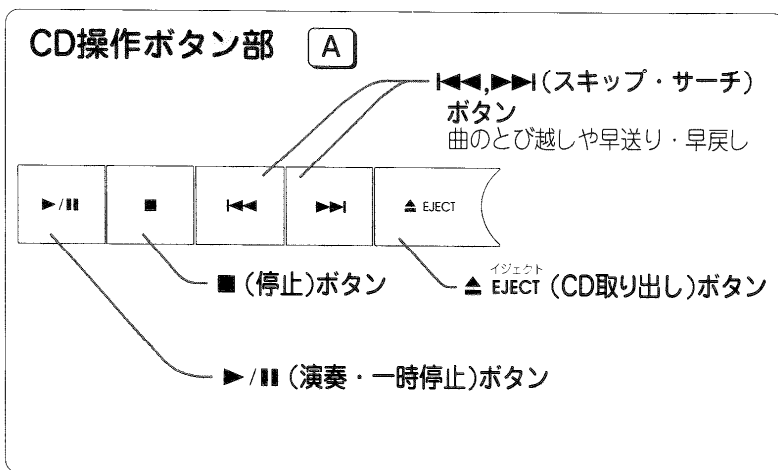 CD操作ボタン部 A
⏮,⏭(スキップ・サーチ)
ボタン
曲のとび越しや早送り・早戻し
▶/⏸ ■ ⏮ ⏭ ⏏ EJECT
■(停止)ボタン
イジェクト
⏏ EJECT (CD取り出し)ボタン
▶/⏸(演奏・一時停止)ボタン